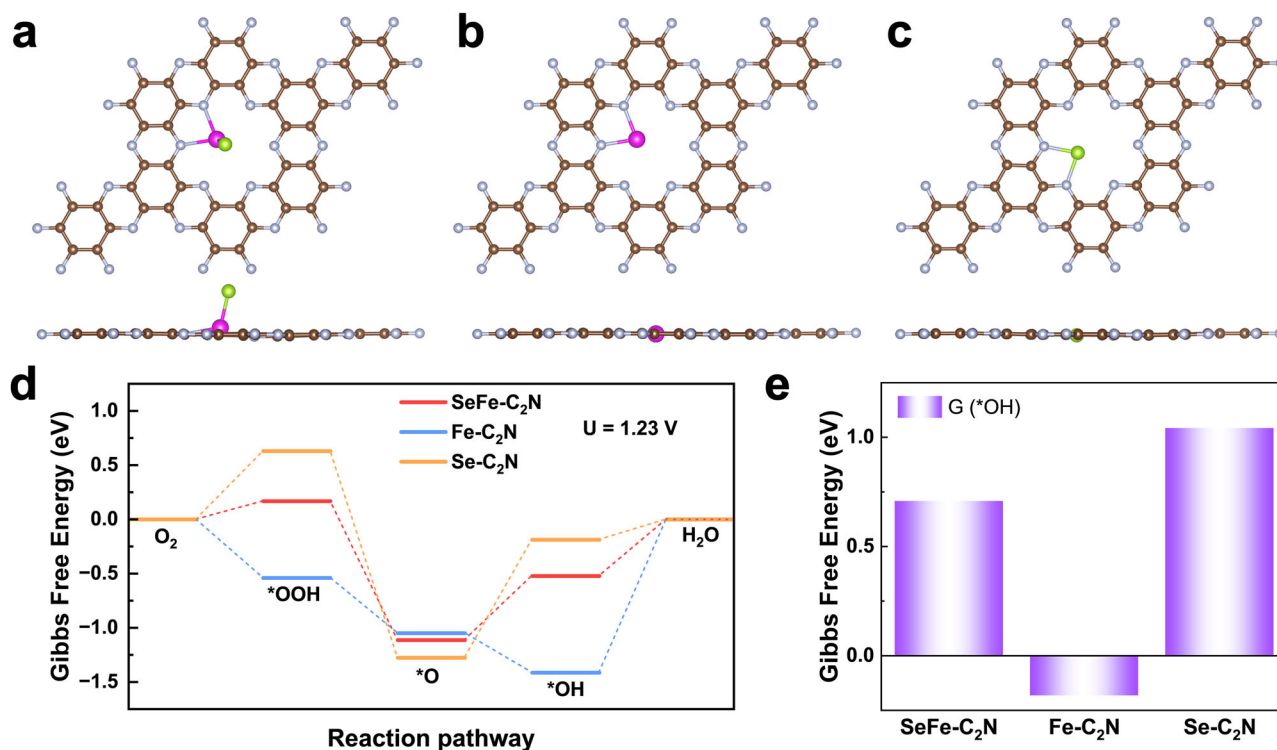 a
b
c
d
Gibbs Free Energy (eV)
1.0
0.5
0.0
−0.5
−1.0
−1.5
SeFe-C₂N
Fe-C₂N
Se-C₂N
U = 1.23 V
O₂
*OOH
*O
*OH
H₂O
Reaction pathway
e
Gibbs Free Energy (eV)
1.0
0.5
0.0
G (*OH)
SeFe-C₂N
Fe-C₂N
Se-C₂N